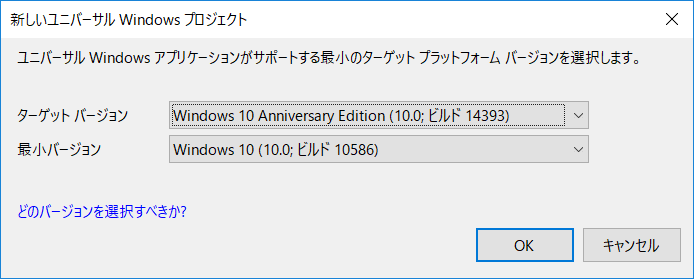 新しいユニバーサル Windows プロジェクト
ユニバーサル Windows アプリケーションがサポートする最小のターゲット プラットフォーム バージョンを選択します。
ターゲット バージョン
Windows 10 Anniversary Edition (10.0; ビルド 14393)
最小バージョン
Windows 10 (10.0; ビルド 10586)
どのバージョンを選択すべきか?
OK
キャンセル